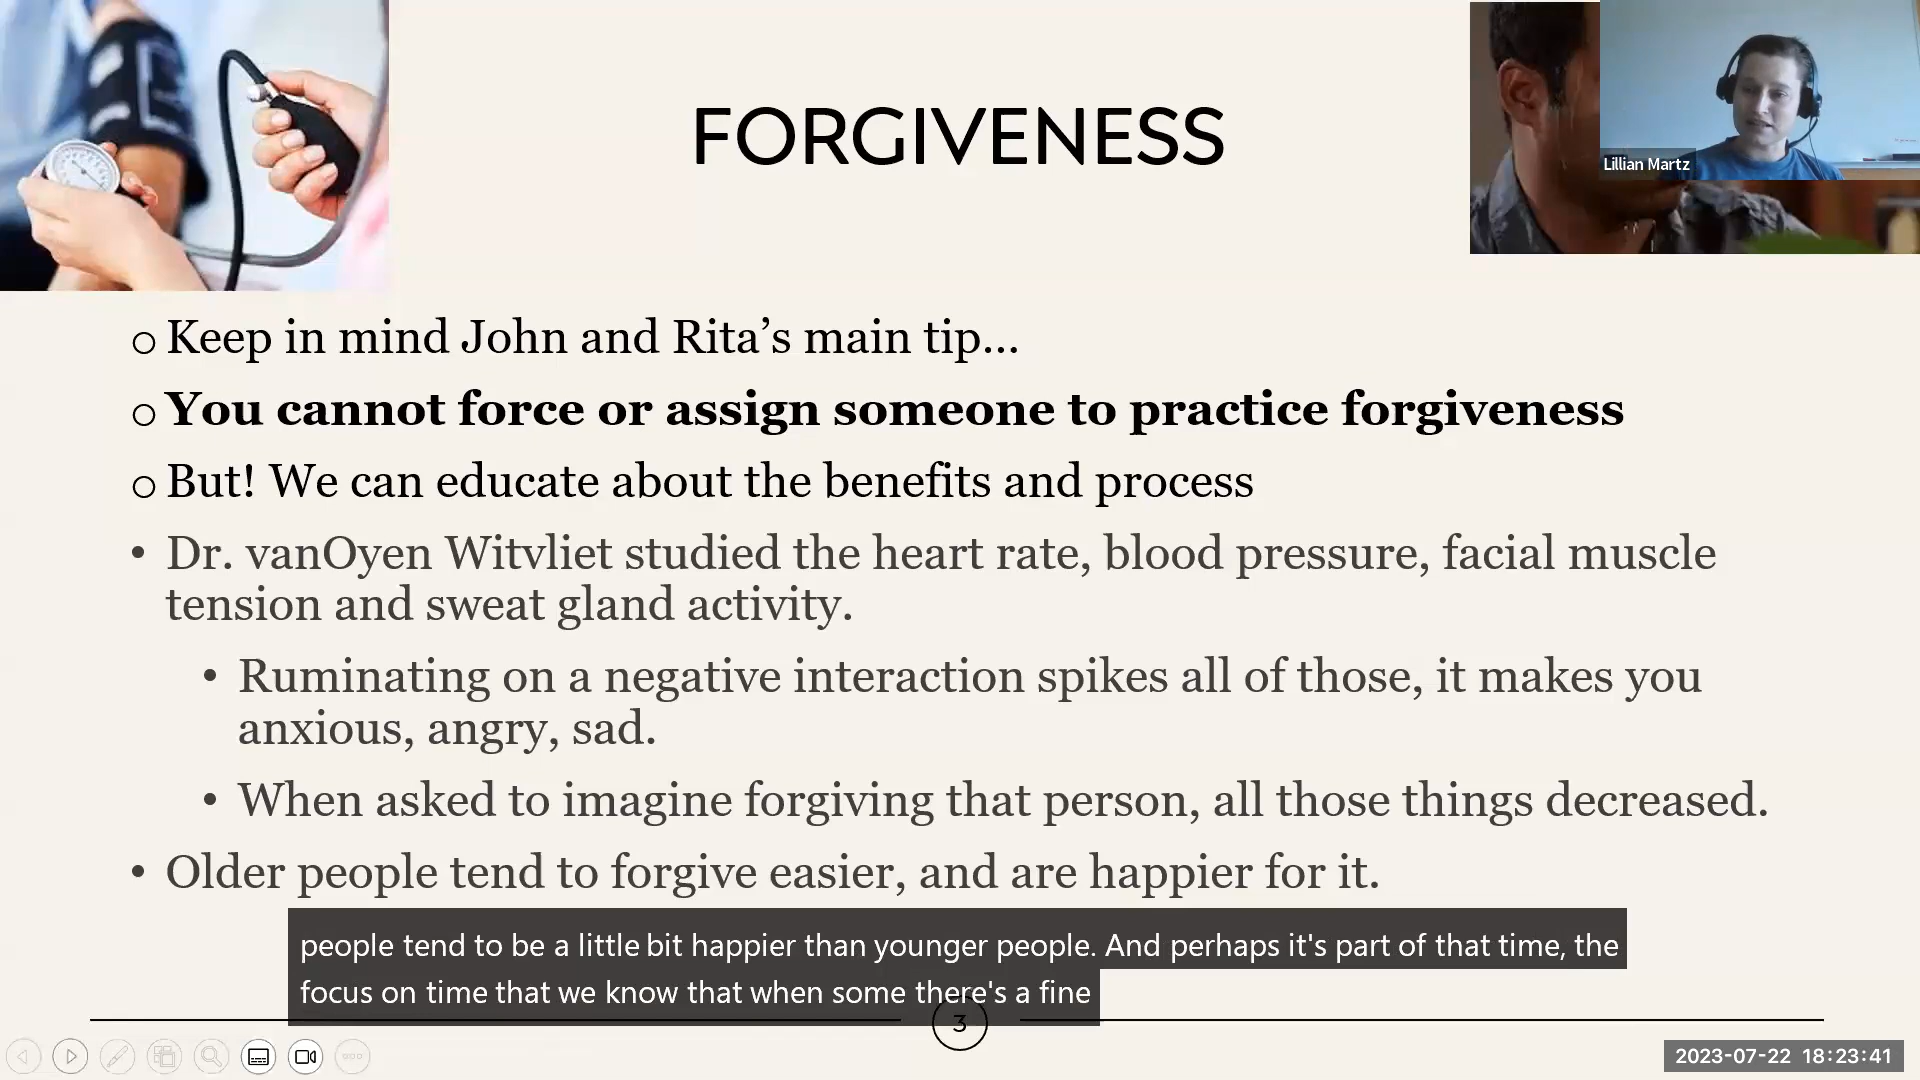 FORGIVENESS
Lillian Martz
o Keep in mind John and Rita’s main tip…
o You cannot force or assign someone to practice forgiveness
o But! We can educate about the benefits and process
• Dr. vanOyen Witvliet studied the heart rate, blood pressure, facial muscle
tension and sweat gland activity.
• Ruminating on a negative interaction spikes all of those, it makes you
anxious, angry, sad.
• When asked to imagine forgiving that person, all those things decreased.
• Older people tend to forgive easier, and are happier for it.
people tend to be a little bit happier than younger people. And perhaps it's part of that time, the
focus on time that we know that when some there's a fine
3
2023-07-22 18:23:41